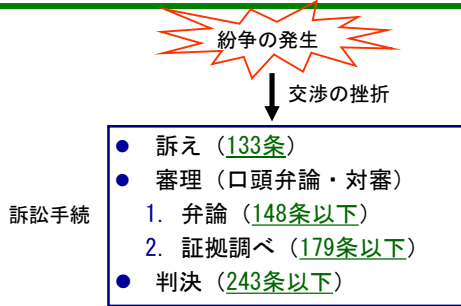 紛争の発生
交渉の挫折
訴訟手続
● 訴え（133条）
● 審理（口頭弁論・対審）
1. 弁論（148条以下）
2. 証拠調べ（179条以下）
● 判決（243条以下）